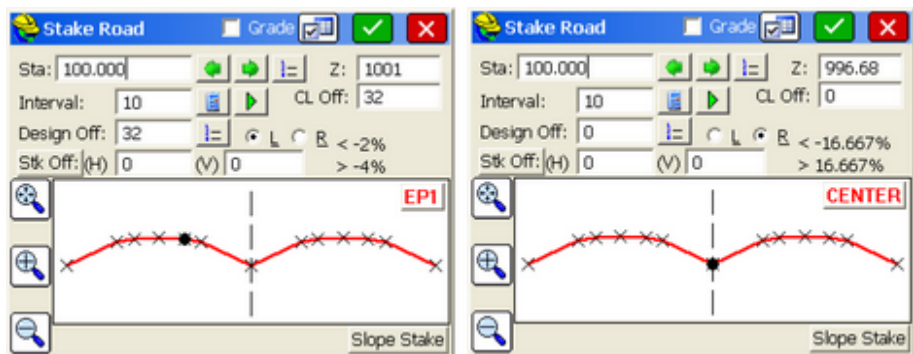 Stake Road Grade
Sta: 100.000 Z: 1001
Interval: 10 CL Off: 32
Design Off: 32 L R < -2%
Stk Off: (H) 0 (V) 0 > -4%
EP1
Slope Stake
Stake Road Grade
Sta: 100.000 Z: 996.68
Interval: 10 CL Off: 0
Design Off: 0 L R < -16.667%
Stk Off: (H) 0 (V) 0 > 16.667%
CENTER
Slope Stake